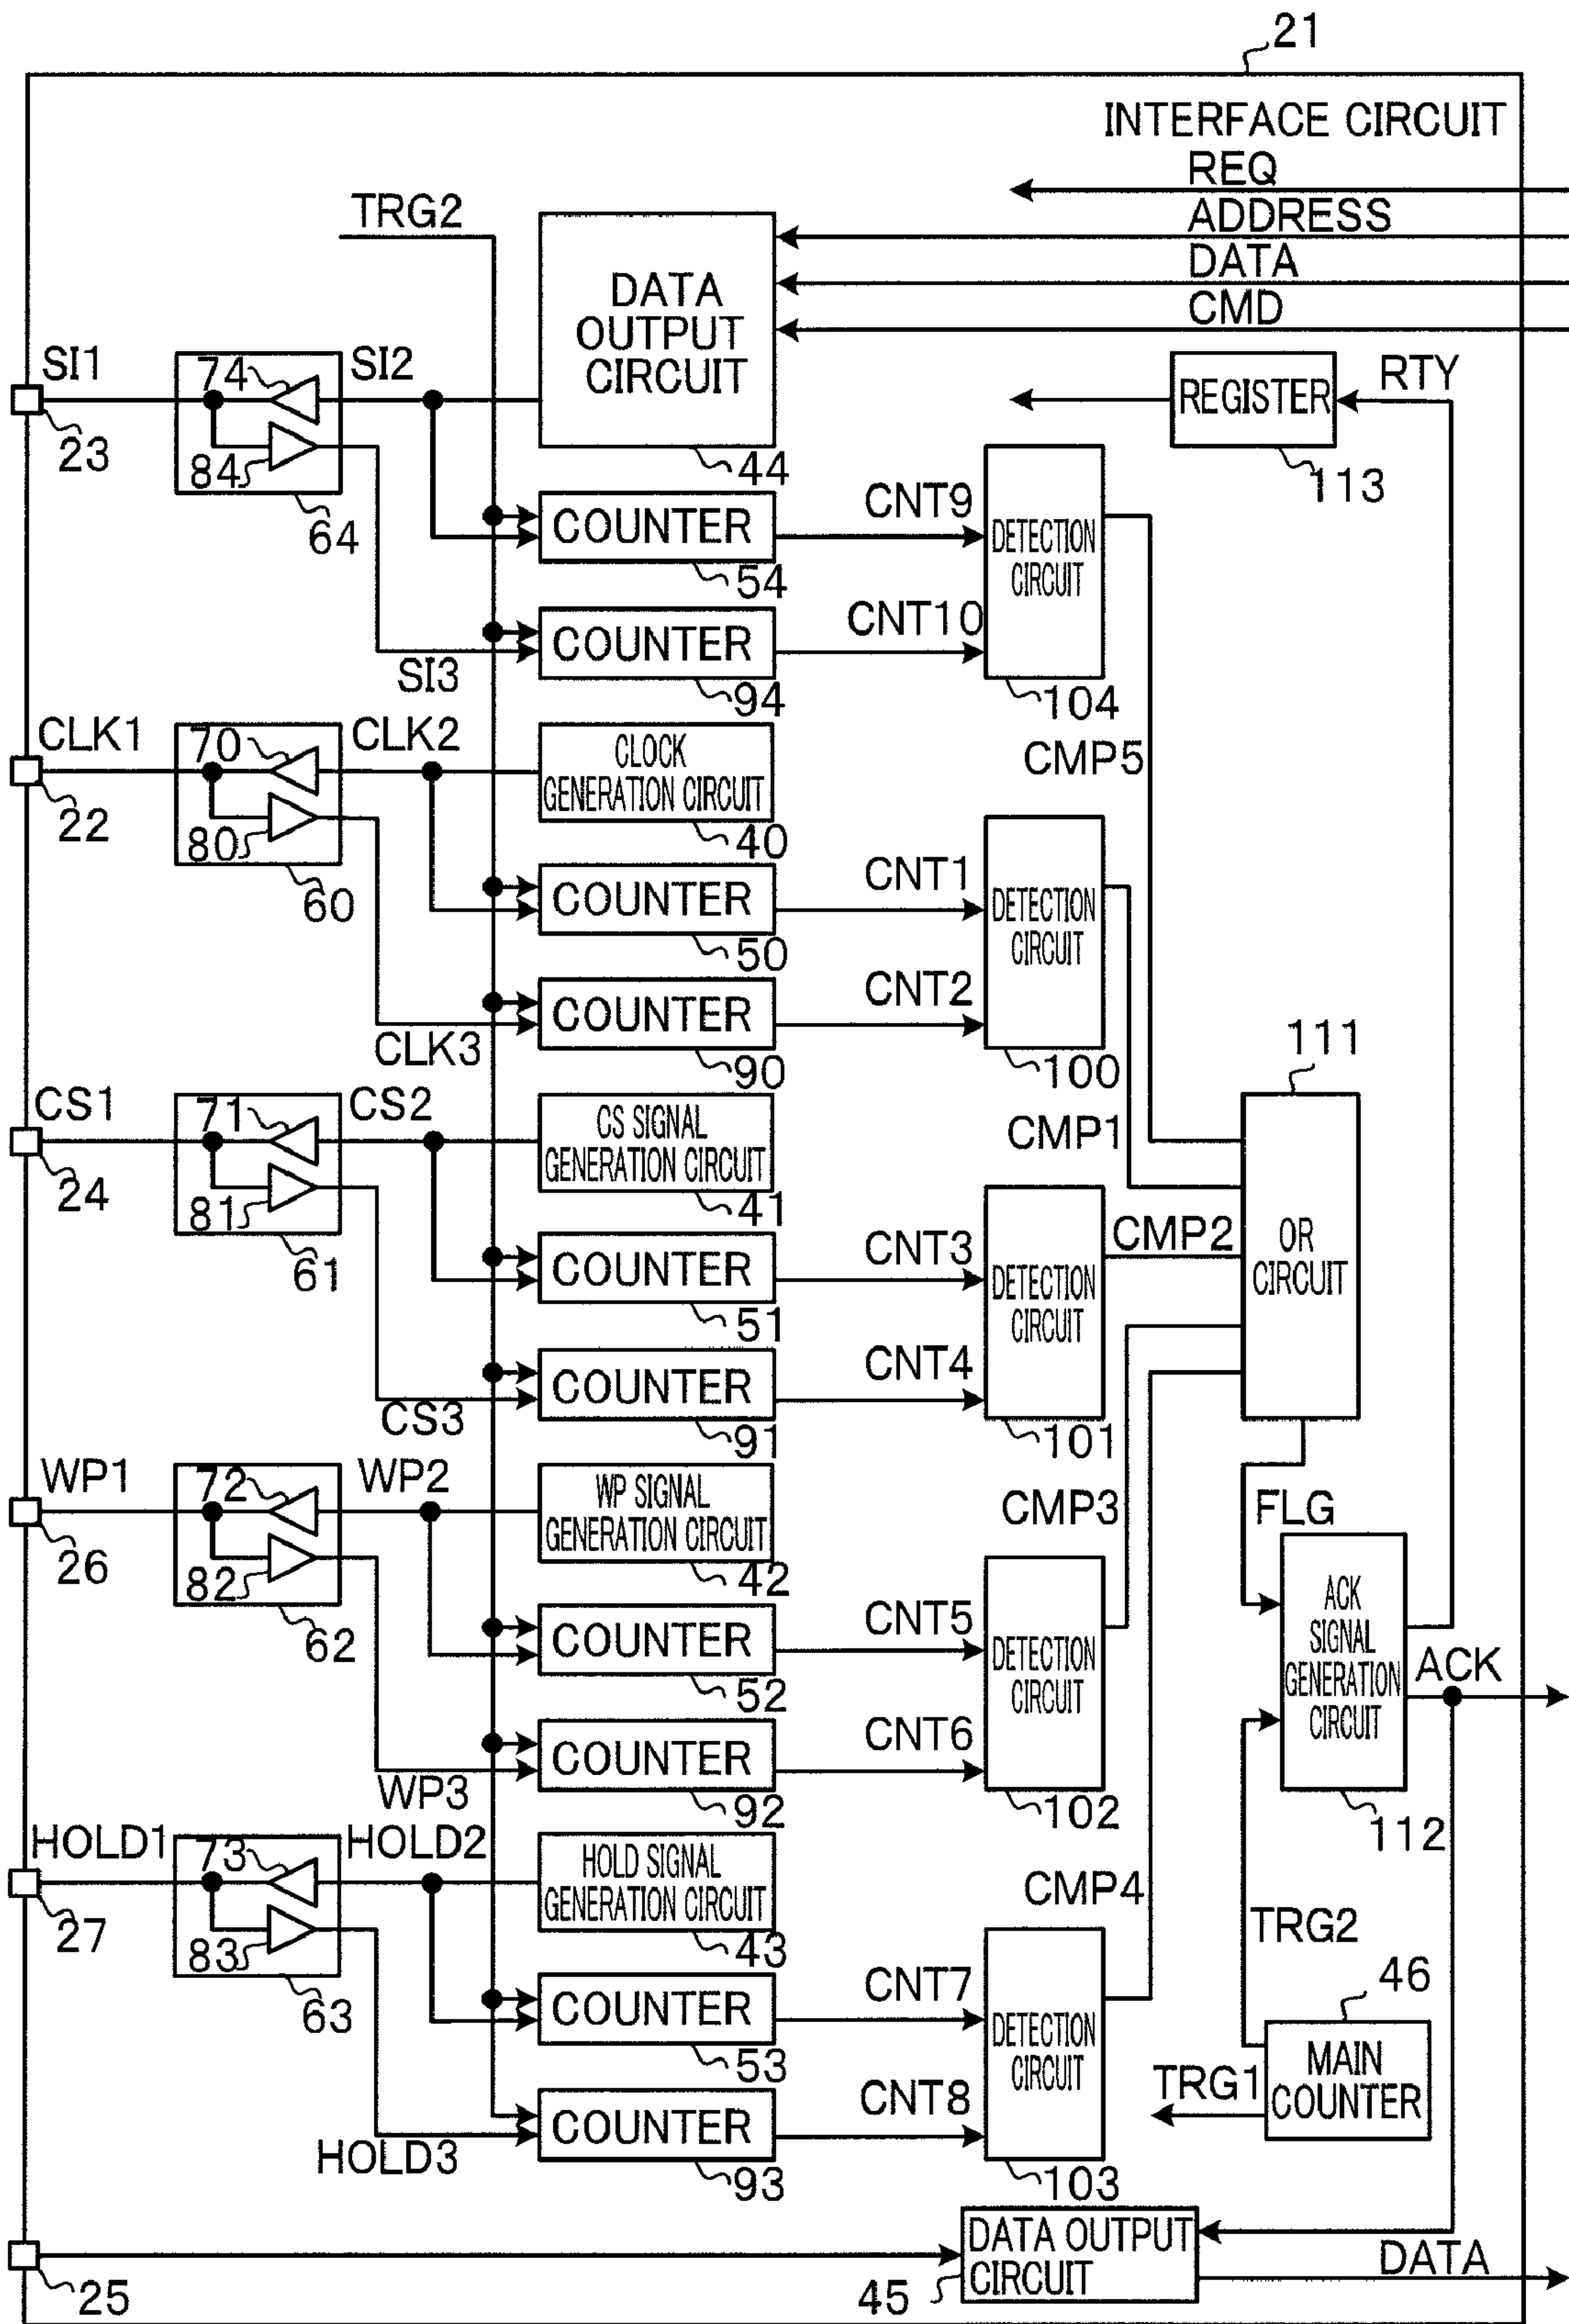 21
INTERFACE CIRCUIT
REQ
TRG2
ADDRESS
DATA
CMD
DATA
OUTPUT
CIRCUIT
SI1
74
SI2
REGISTER
RTY
23
84
44
113
64
COUNTER
CNT9
DETECTION
CIRCUIT
54
COUNTER
CNT10
SI3
94
104
CLK1
70
CLK2
CLOCK
GENERATION CIRCUIT
CMP5
22
80
40
60
COUNTER
CNT1
DETECTION
CIRCUIT
50
COUNTER
CNT2
CLK3
90
100
111
CS1
71
CS2
CS SIGNAL
GENERATION CIRCUIT
CMP1
24
81
41
61
COUNTER
CNT3
DETECTION
CIRCUIT
CMP2
OR
CIRCUIT
51
COUNTER
CNT4
CS3
91
101
WP1
72
WP2
WP SIGNAL
GENERATION CIRCUIT
CMP3
FLG
26
82
42
62
COUNTER
CNT5
DETECTION
CIRCUIT
ACK
SIGNAL
GENERATION
CIRCUIT
ACK
52
COUNTER
CNT6
WP3
92
102
112
HOLD1
73
HOLD2
HOLD SIGNAL
GENERATION CIRCUIT
CMP4
TRG2
27
83
43
63
COUNTER
CNT7
DETECTION
CIRCUIT
46
MAIN
COUNTER
53
TRG1
COUNTER
CNT8
HOLD3
93
103
DATA OUTPUT
CIRCUIT
DATA
25
45